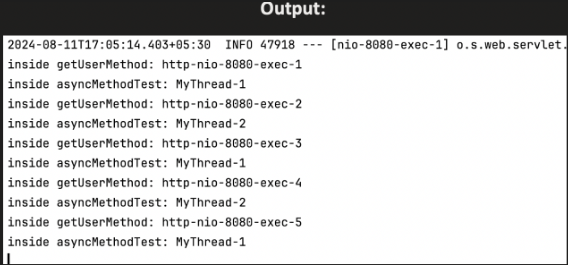 Output:
2024-08-11T17:05:14.403+05:30  INFO 47918 --- [nio-8080-exec-1] o.s.web.servlet.
inside getUserMethod: http-nio-8080-exec-1
inside asyncMethodTest: MyThread-1
inside getUserMethod: http-nio-8080-exec-2
inside asyncMethodTest: MyThread-2
inside getUserMethod: http-nio-8080-exec-3
inside asyncMethodTest: MyThread-1
inside getUserMethod: http-nio-8080-exec-4
inside asyncMethodTest: MyThread-2
inside getUserMethod: http-nio-8080-exec-5
inside asyncMethodTest: MyThread-1